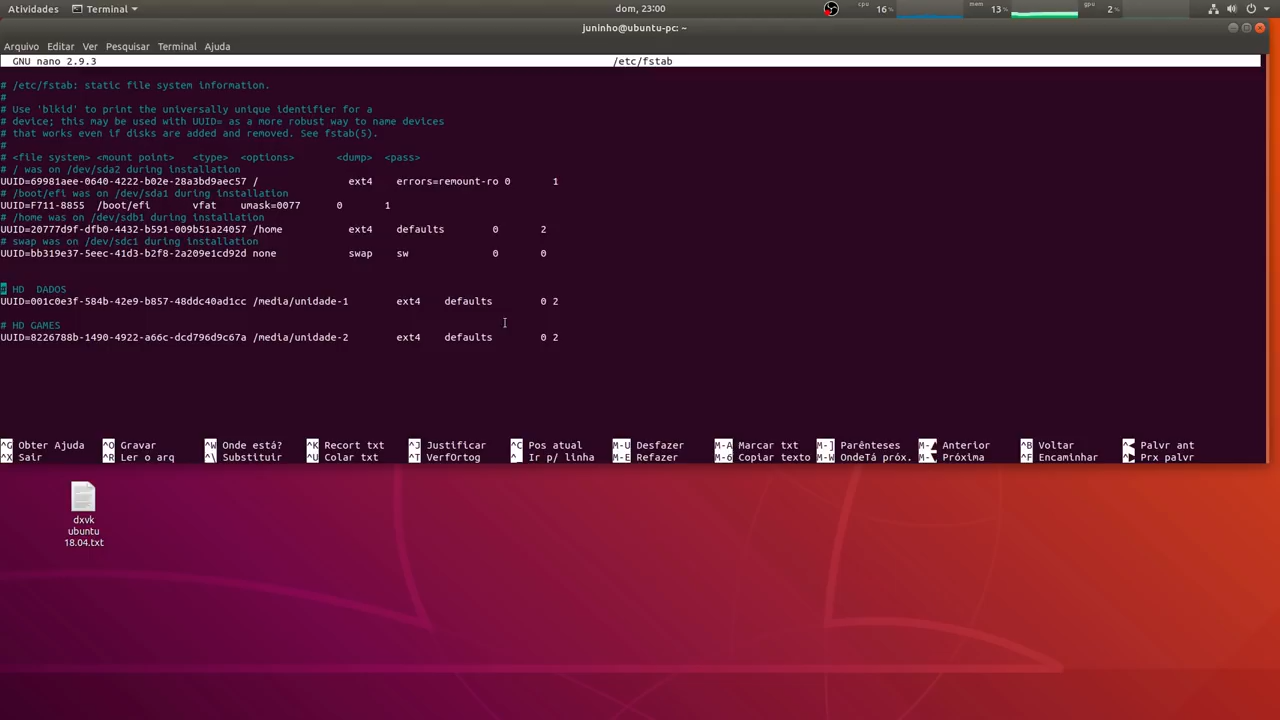 Atividades Terminal dom, 23:00 cpu 16% mem 13% gpu 2%
juninho@ubuntu-pc: ~
Arquivo Editar Ver Pesquisar Terminal Ajuda
GNU nano 2.9.3 /etc/fstab
# /etc/fstab: static file system information.
#
# Use 'blkid' to print the universally unique identifier for a
# device; this may be used with UUID= as a more robust way to name devices
# that works even if disks are added and removed. See fstab(5).
#
# <file system> <mount point> <type> <options> <dump> <pass>
# / was on /dev/sda2 during installation
UUID=69981aee-0640-4222-b02e-28a3bd9aec57 / ext4 errors=remount-ro 0 1
# /boot/efi was on /dev/sda1 during installation
UUID=F711-8855 /boot/efi vfat umask=0077 0 1
# /home was on /dev/sdb1 during installation
UUID=20777d9f-dfb0-4432-b591-009b51a24057 /home ext4 defaults 0 2
# swap was on /dev/sdc1 during installation
UUID=bb319e37-5eec-41d3-b2f8-2a209e1cd92d none swap sw 0 0
# HD DADOS
UUID=001c0e3f-584b-42e9-b857-48ddc40ad1cc /media/unidade-1 ext4 defaults 0 2
# HD GAMES
UUID=8226788b-1490-4922-a66c-dcd796d9c67a /media/unidade-2 ext4 defaults 0 2
^G Obter Ajuda ^O Gravar ^W Onde está? ^K Recort txt ^J Justificar ^C Pos atual M-U Desfazer M-A Marcar txt M-] Parênteses M-▲ Anterior ^B Voltar ^◀ Palvr ant
^X Sair ^R Ler o arq ^\ Substituir ^U Colar txt ^T VerfOrtog ^_ Ir p/ linha M-E Refazer M-6 Copiar texto M-W OndeTá próx. M-▼ Próxima ^F Encaminhar ^▶ Prx palvr
dxvk
ubuntu
18.04.txt